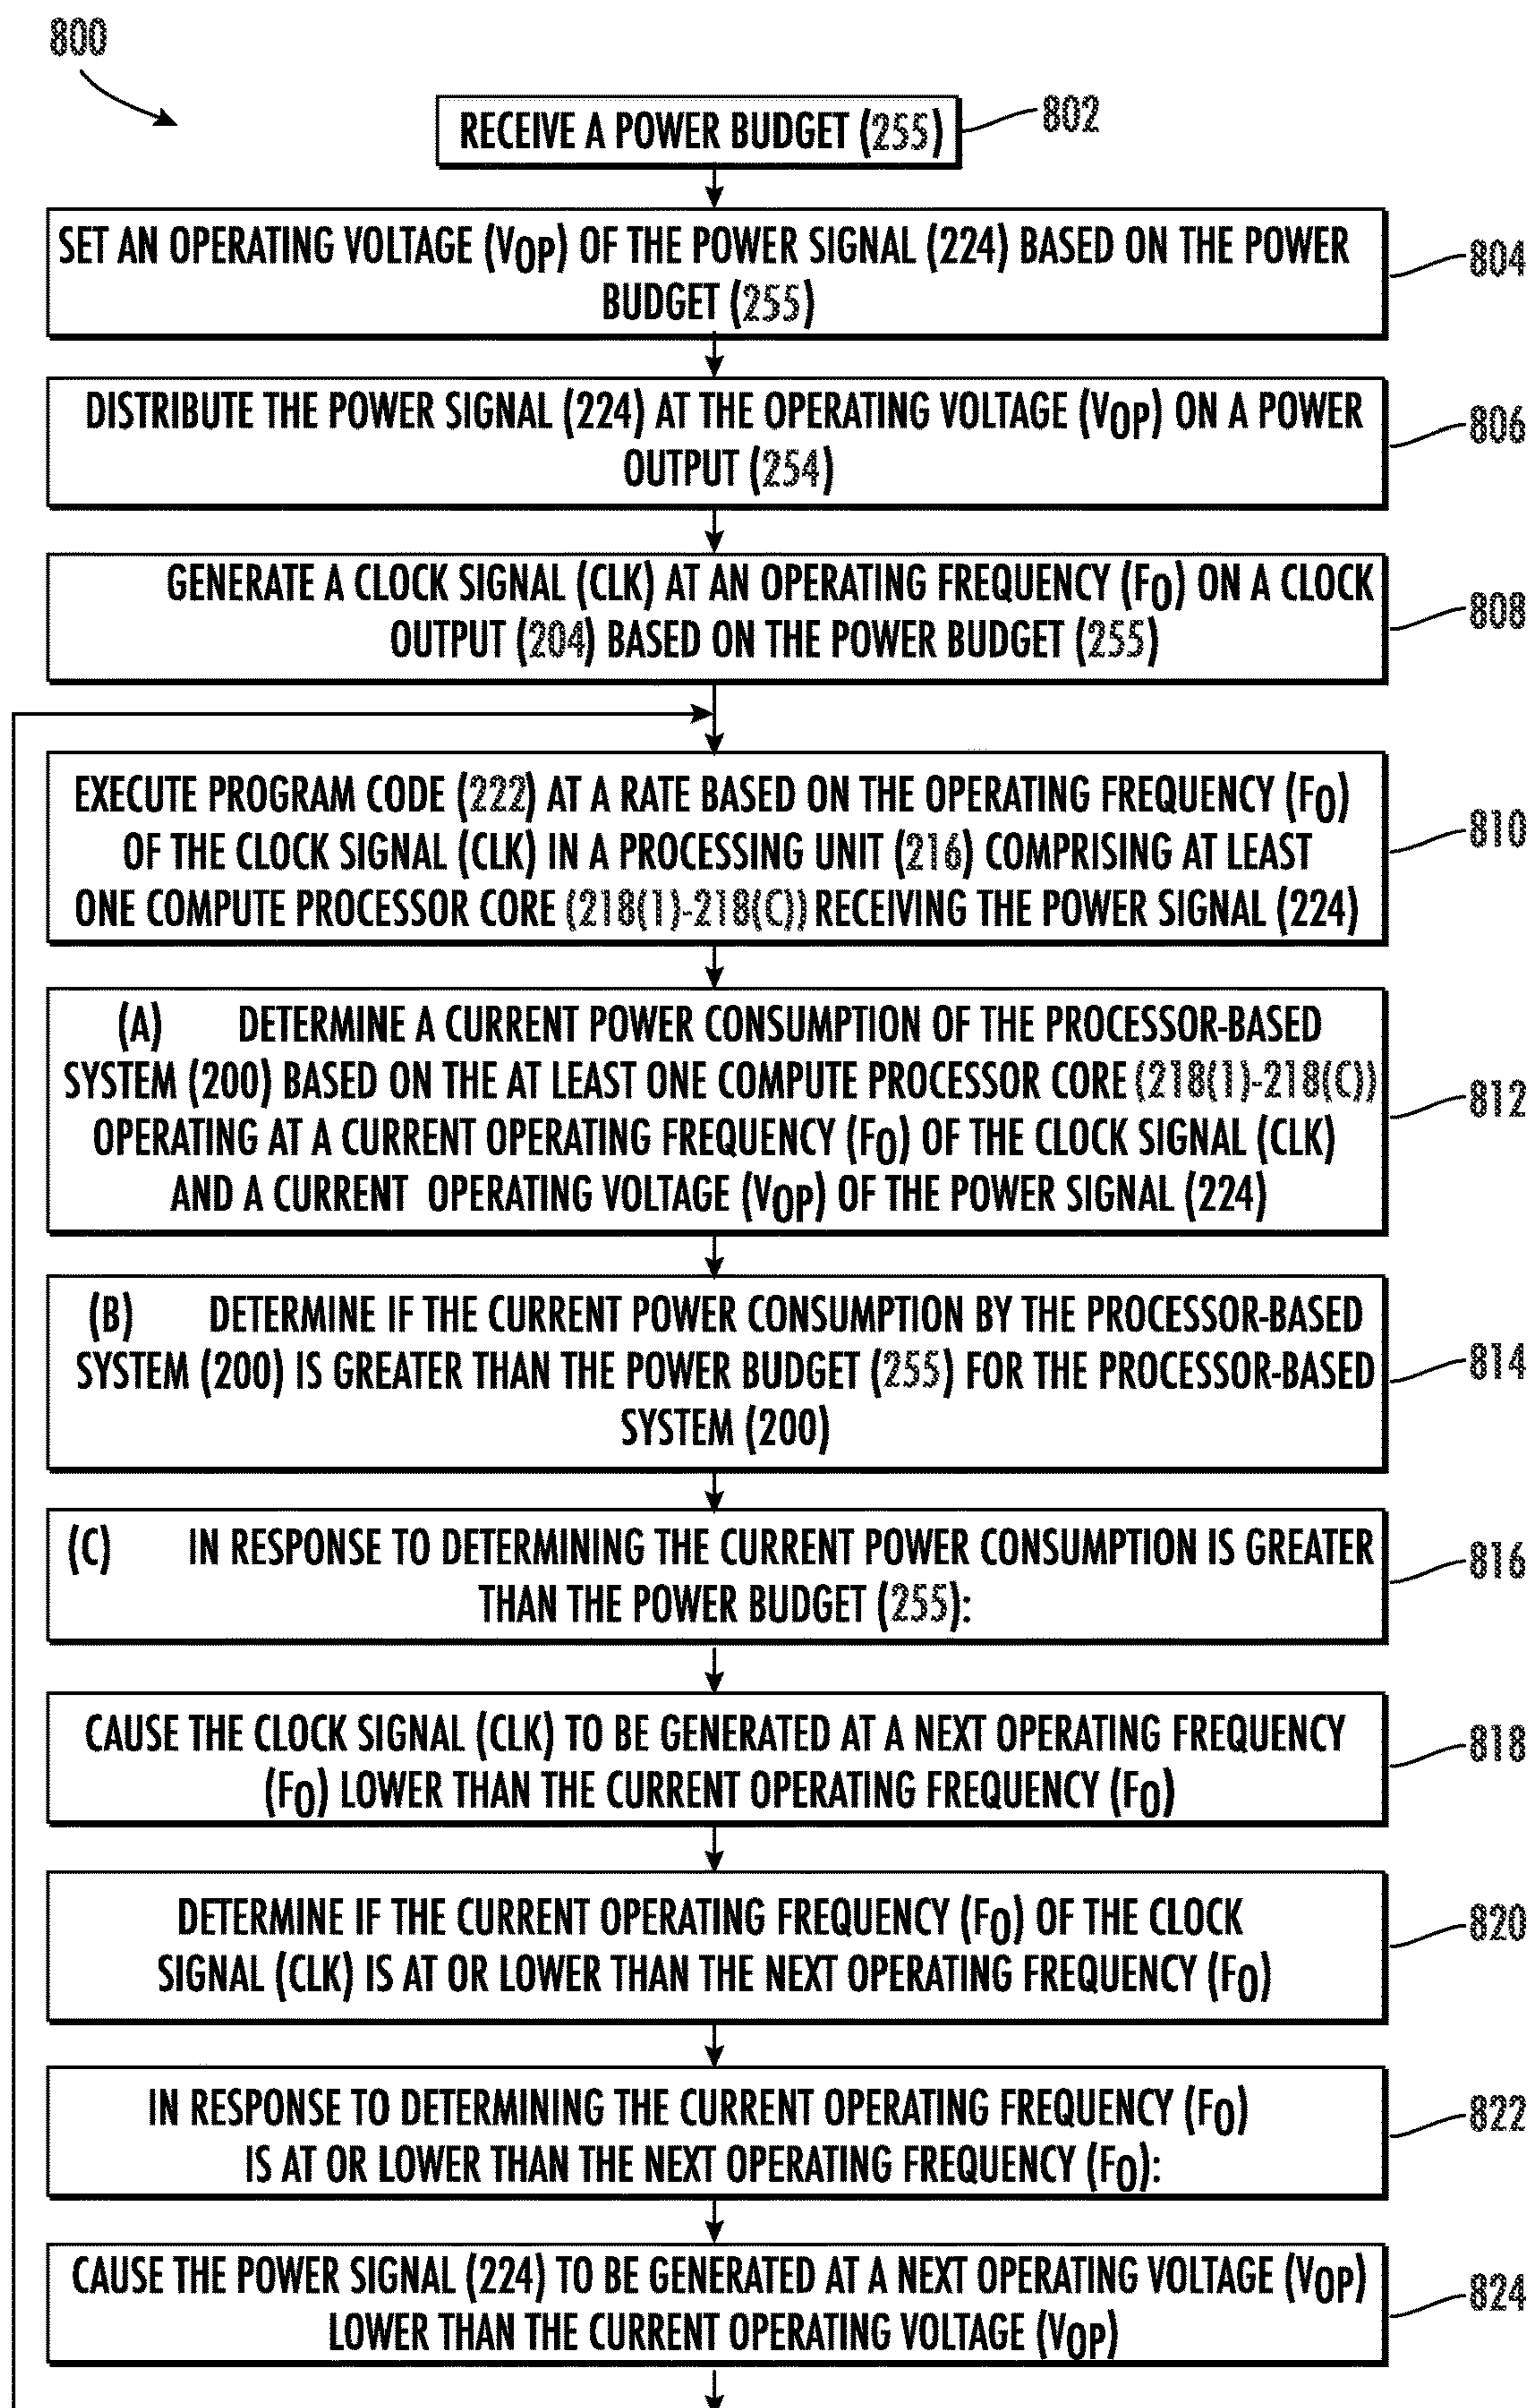 800
RECEIVE A POWER BUDGET (255)
802
SET AN OPERATING VOLTAGE (VOP) OF THE POWER SIGNAL (224) BASED ON THE POWER
BUDGET (255)
804
DISTRIBUTE THE POWER SIGNAL (224) AT THE OPERATING VOLTAGE (VOP) ON A POWER
OUTPUT (254)
806
GENERATE A CLOCK SIGNAL (CLK) AT AN OPERATING FREQUENCY (FO) ON A CLOCK
OUTPUT (204) BASED ON THE POWER BUDGET (255)
808
EXECUTE PROGRAM CODE (222) AT A RATE BASED ON THE OPERATING FREQUENCY (FO)
OF THE CLOCK SIGNAL (CLK) IN A PROCESSING UNIT (216) COMPRISING AT LEAST
ONE COMPUTE PROCESSOR CORE (218(1)-218(C)) RECEIVING THE POWER SIGNAL (224)
810
(A) DETERMINE A CURRENT POWER CONSUMPTION OF THE PROCESSOR-BASED
SYSTEM (200) BASED ON THE AT LEAST ONE COMPUTE PROCESSOR CORE (218(1)-218(C))
OPERATING AT A CURRENT OPERATING FREQUENCY (FO) OF THE CLOCK SIGNAL (CLK)
AND A CURRENT OPERATING VOLTAGE (VOP) OF THE POWER SIGNAL (224)
812
(B) DETERMINE IF THE CURRENT POWER CONSUMPTION BY THE PROCESSOR-BASED
SYSTEM (200) IS GREATER THAN THE POWER BUDGET (255) FOR THE PROCESSOR-BASED
SYSTEM (200)
814
(C) IN RESPONSE TO DETERMINING THE CURRENT POWER CONSUMPTION IS GREATER
THAN THE POWER BUDGET (255):
816
CAUSE THE CLOCK SIGNAL (CLK) TO BE GENERATED AT A NEXT OPERATING FREQUENCY
(FO) LOWER THAN THE CURRENT OPERATING FREQUENCY (FO)
818
DETERMINE IF THE CURRENT OPERATING FREQUENCY (FO) OF THE CLOCK
SIGNAL (CLK) IS AT OR LOWER THAN THE NEXT OPERATING FREQUENCY (FO)
820
IN RESPONSE TO DETERMINING THE CURRENT OPERATING FREQUENCY (FO)
IS AT OR LOWER THAN THE NEXT OPERATING FREQUENCY (FO):
822
CAUSE THE POWER SIGNAL (224) TO BE GENERATED AT A NEXT OPERATING VOLTAGE (VOP)
LOWER THAN THE CURRENT OPERATING VOLTAGE (VOP)
824